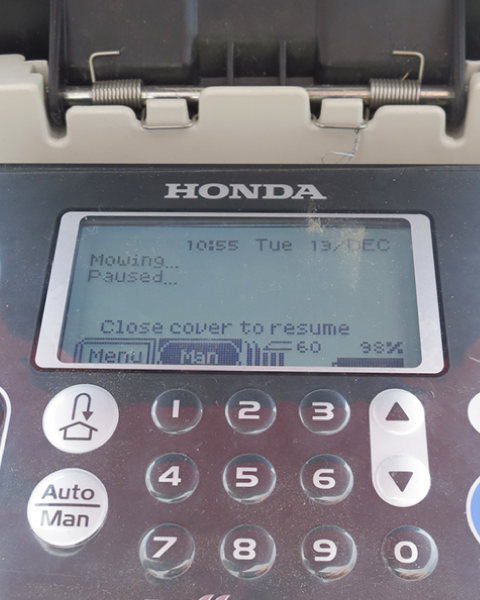 HONDA
10:55 Tue 19/DEC
Mowing...
Paused...
Close cover to resume
Menu Man 60 98%
1 2 3
Auto
Man
4 5 6
7 8 9 0